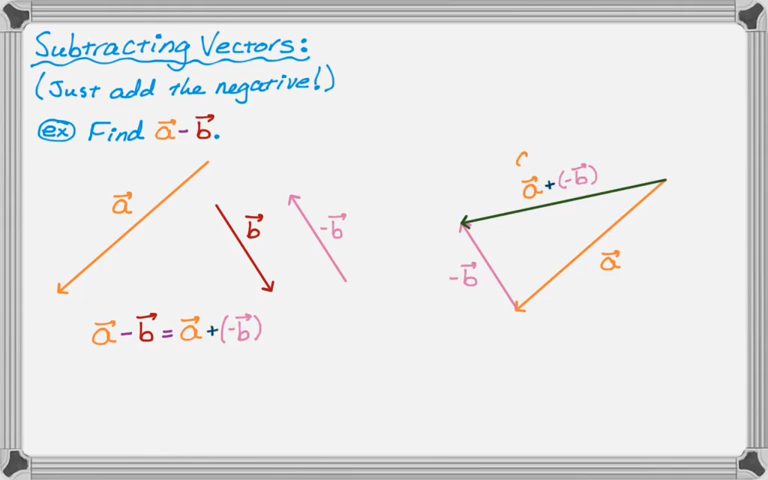 Subtracting Vectors:
(Just add the negative!)
ex Find a⃗ - b⃗.
a⃗
b⃗
-b⃗
a⃗ - b⃗ = a⃗ + (-b⃗)
a⃗ + (-b⃗)
-b⃗
a⃗